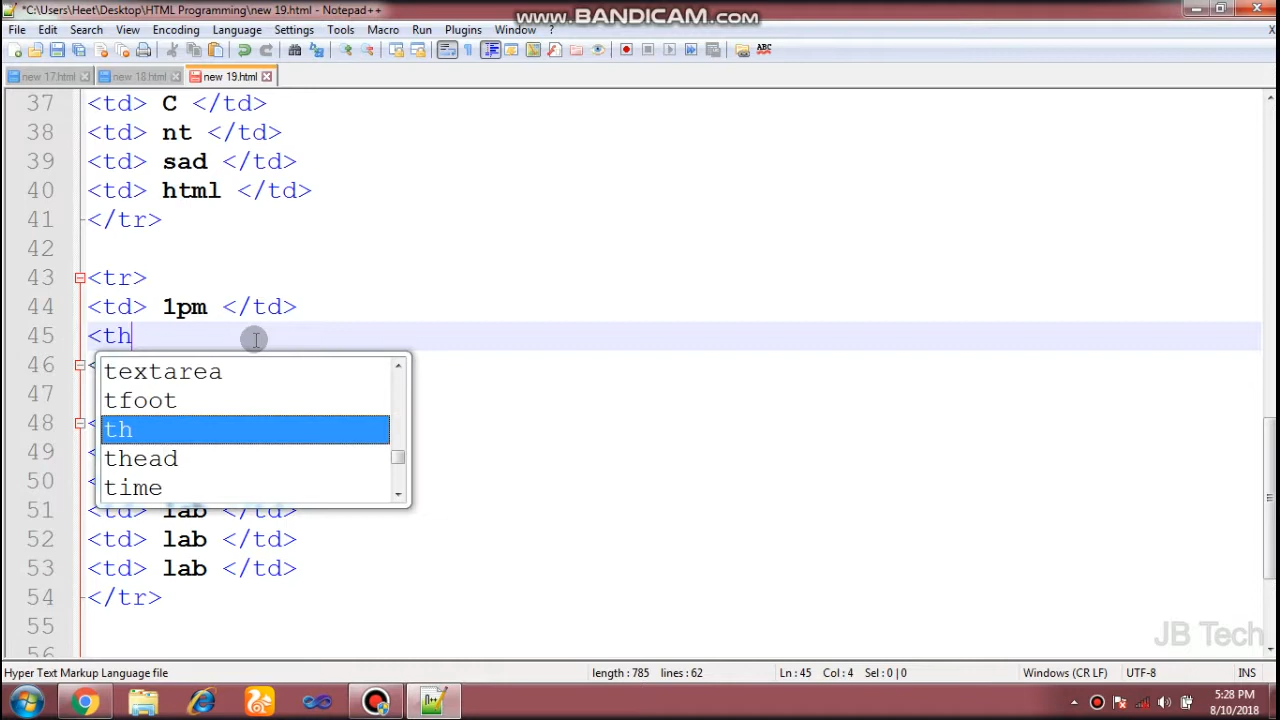 *C:\Users\Heet\Desktop\HTML Programming\new 19.html - Notepad++
www.BANDICAM.com
File Edit Search View Encoding Language Settings Tools Macro Run Plugins Window ?
ABC
new 17.html new 18.html new 19.html
37 <td> C </td>
38 <td> nt </td>
39 <td> sad </td>
40 <td> html </td>
41 </tr>
42
43 <tr>
44 <td> 1pm </td>
45 <th
46 <
textarea
47
tfoot
48 <
th
49 <
thead
50 <
time
51 <td> lab </td>
52 <td> lab </td>
53 <td> lab </td>
54 </tr>
55
56
JB Tech
Hyper Text Markup Language file length : 785 lines : 62 Ln : 45 Col : 4 Sel : 0 | 0 Windows (CR LF) UTF-8 INS
5:28 PM
8/10/2018